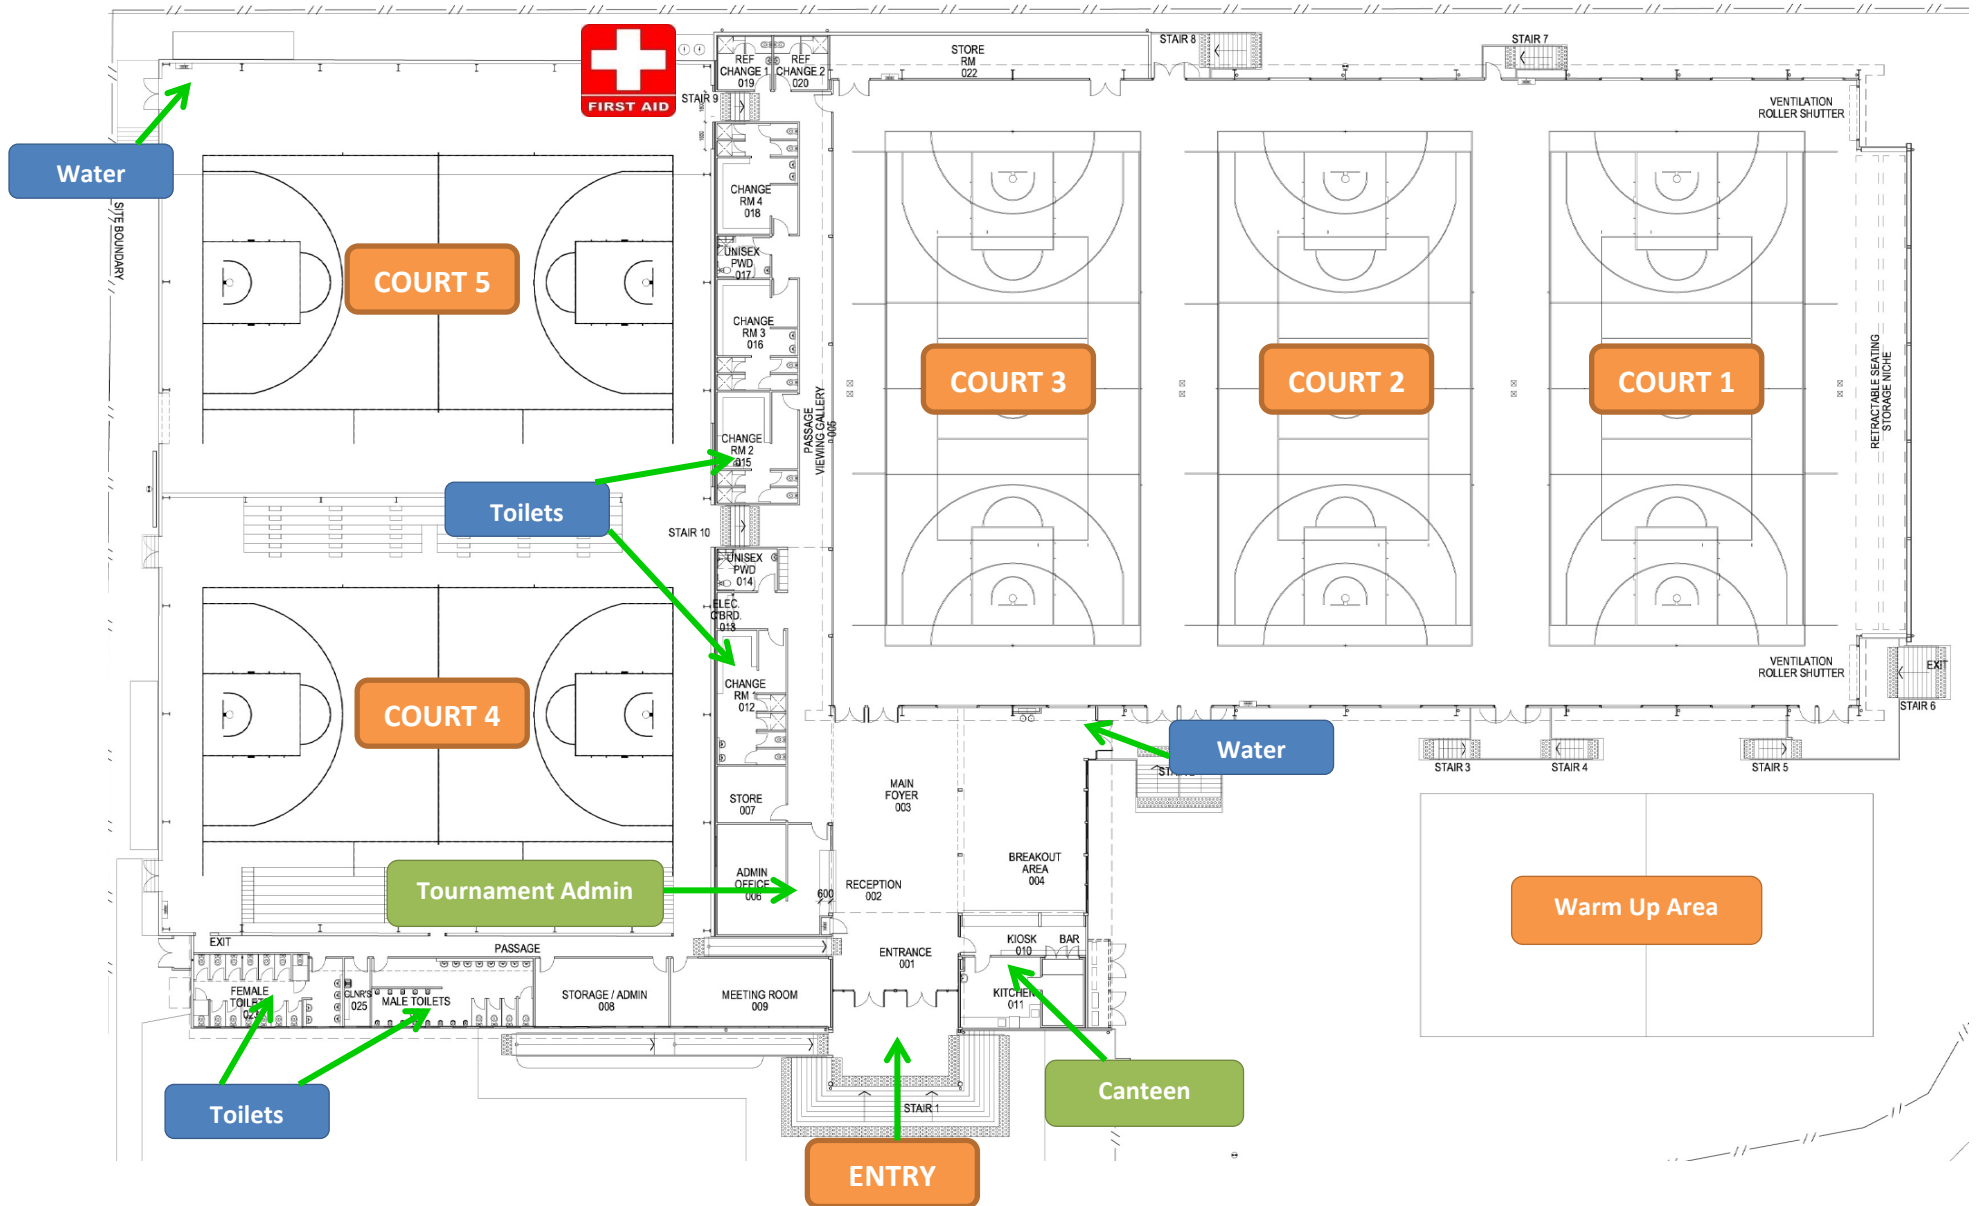 STAIR 8
STAIR 7
STORE
RM
022
REF
CHANGE 1
019
REF
CHANGE 2
020
FIRST AID
STAIR 9
VENTILATION
ROLLER SHUTTER
Water
SITE BOUNDARY
CHANGE
RM 4
018
UNISEX
PWD
017
COURT 5
CHANGE
RM 3
016
COURT 3
COURT 2
COURT 1
PASSAGE
VIEWING GALLERY
005
RETRACTABLE SEATING
STORAGE NICHE
CHANGE
RM 2
015
Toilets
STAIR 10
UNISEX
PWD
014
ELEC.
C'BRD.
013
CHANGE
RM 1
012
COURT 4
VENTILATION
ROLLER SHUTTER
EXIT
STAIR 6
Water
STAIR 3
STAIR 4
STAIR 5
STORE
007
MAIN
FOYER
003
BREAKOUT
AREA
004
Tournament Admin
ADMIN
OFFICE
006
600
RECEPTION
002
Warm Up Area
EXIT
PASSAGE
ENTRANCE
001
KIOSK
010
BAR
FEMALE
TOILETS
CLNR'S
025
MALE TOILETS
STORAGE / ADMIN
008
MEETING ROOM
009
KITCHEN
011
Toilets
Canteen
STAIR 1
ENTRY